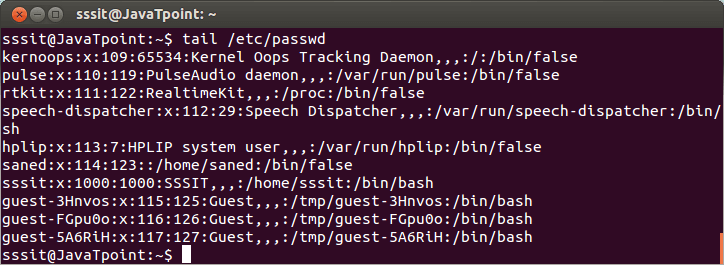 sssit@JavaTpoint: ~
sssit@JavaTpoint:~$ tail /etc/passwd
kernoops:x:109:65534:Kernel Oops Tracking Daemon,,,:/:/bin/false
pulse:x:110:119:PulseAudio daemon,,,:/var/run/pulse:/bin/false
rtkit:x:111:122:RealtimeKit,,,:/proc:/bin/false
speech-dispatcher:x:112:29:Speech Dispatcher,,,:/var/run/speech-dispatcher:/bin/
sh
hplip:x:113:7:HPLIP system user,,,:/var/run/hplip:/bin/false
saned:x:114:123::/home/saned:/bin/false
sssit:x:1000:1000:SSSIT,,,:/home/sssit:/bin/bash
guest-3Hnvos:x:115:125:Guest,,,:/tmp/guest-3Hnvos:/bin/bash
guest-FGpu0o:x:116:126:Guest,,,:/tmp/guest-FGpu0o:/bin/bash
guest-5A6RiH:x:117:127:Guest,,,:/tmp/guest-5A6RiH:/bin/bash
sssit@JavaTpoint:~$